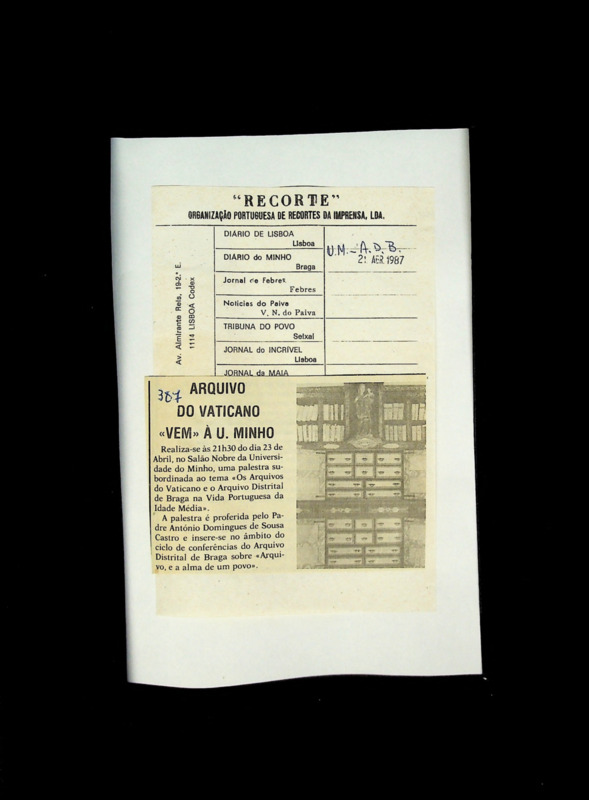 "RECORTE"
ORGANIZAÇÃO PORTUGUESA DE RECORTES DA IMPRENSA, LDA.
Av. Almirante Reis, 19-2.º E.
1114 LISBOA Codex
DIÁRIO DE LISBOA
Lisboa
DIÁRIO do MINHO
Braga
Jornal de Febres
Febres
Notícias do Paiva
V. N. do Paiva
TRIBUNA DO POVO
Seixal
JORNAL do INCRÍVEL
Lisboa
JORNAL DA MAIA
U.M. - A.D.B.
21 ABR. 1987
387
ARQUIVO
DO VATICANO
«VEM» À U. MINHO
Realiza-se às 21h30 do dia 23 de
Abril, no Salão Nobre da Universi-
dade do Minho, uma palestra su-
bordinada ao tema «Os Arquivos
do Vaticano e o Arquivo Distrital
de Braga na Vida Portuguesa da
Idade Média».
A palestra é proferida pelo Pa-
dre António Domingues de Sousa
Castro e insere-se no âmbito do
ciclo de conferências do Arquivo
Distrital de Braga sobre «Arqui-
vo, e a alma de um povo».